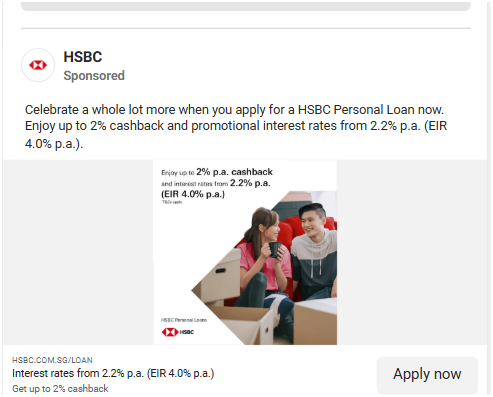 HSBC
Sponsored
Celebrate a whole lot more when you apply for a HSBC Personal Loan now.
Enjoy up to 2% cashback and promotional interest rates from 2.2% p.a. (EIR
4.0% p.a.).
Enjoy up to 2% p.a. cashback
and interest rates from 2.2% p.a.
(EIR 4.0% p.a.)
T&Cs apply
HSBC Personal Loans
HSBC
HSBC.COM.SG/LOAN
Interest rates from 2.2% p.a. (EIR 4.0% p.a.)
Get up to 2% cashback
Apply now